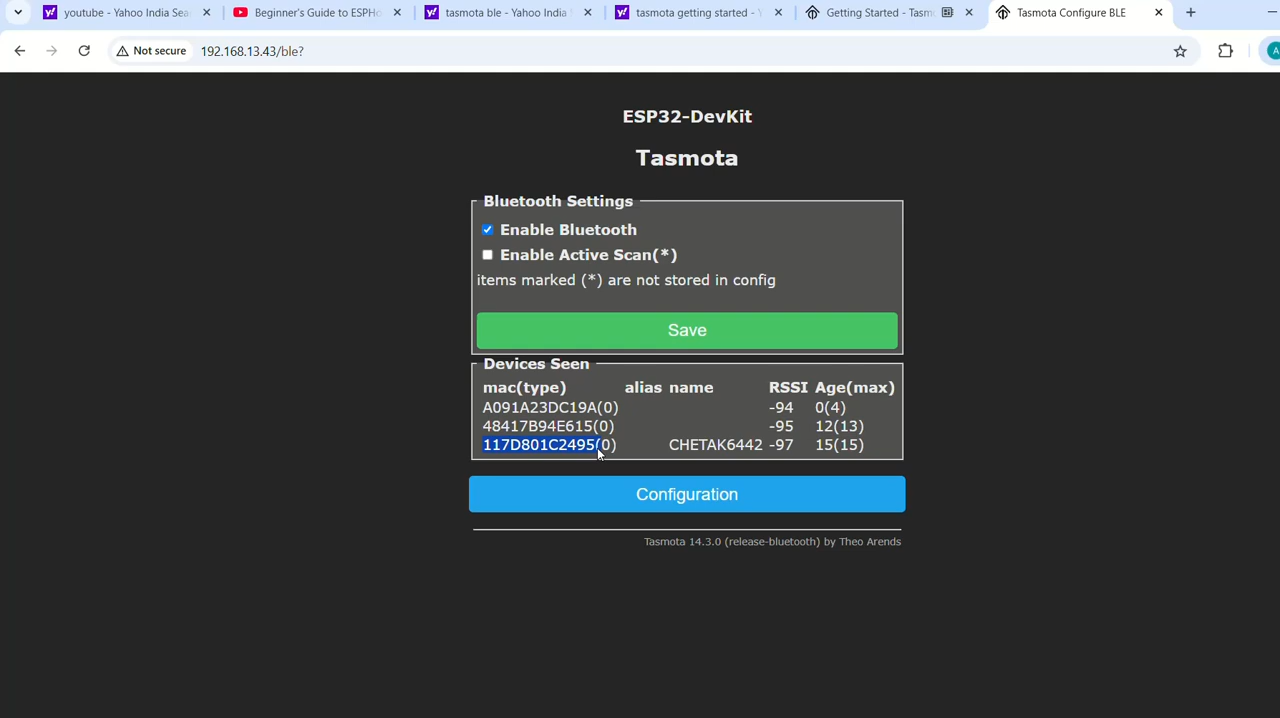 youtube - Yahoo India Sea
Beginner's Guide to ESPHo
tasmota ble - Yahoo India
tasmota getting started - Y
Getting Started - Tasm
Tasmota Configure BLE
Not secure
192.168.13.43/ble?
A
ESP32-DevKit
Tasmota
Bluetooth Settings
Enable Bluetooth
Enable Active Scan(*)
items marked (*) are not stored in config
Save
Devices Seen
mac(type) alias name RSSI Age(max)
A091A23DC19A(0) -94 0(4)
48417B94E615(0) -95 12(13)
117D801C2495(0) CHETAK6442 -97 15(15)
Configuration
Tasmota 14.3.0 (release-bluetooth) by Theo Arends